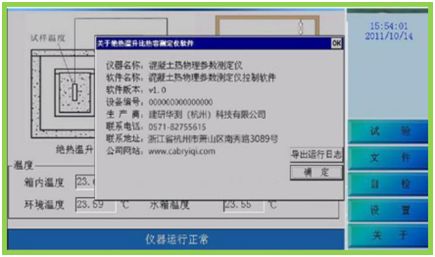 15:54:01
2011/10/14
试样温度
关于绝热温升比热容测定仪软件
OK
仪器名称: 混凝土热物理参数测定仪
软件名称: 混凝土热物理参数测定仪控制软件
软件版本: v1.0
设备编号: 000000000000000
生 产 商: 建研华测（杭州）科技有限公司
联系电话: 0571-82755615
联系地址: 浙江省杭州市萧山区南秀路3089号
公司网站: www.cabryiqi.com
导出运行日志
确 定
绝热温升
温度
箱内温度 23.
环境温度 23.59 ℃ 水箱温度 23.55 ℃
试 验
文 件
自 检
设 置
关 于
仪器运行正常